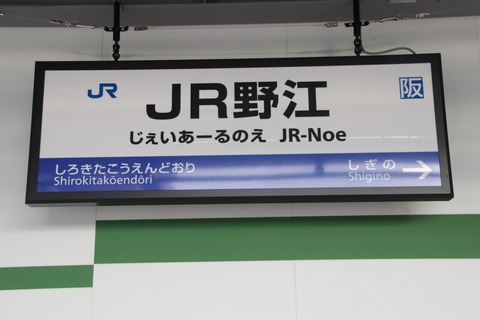 JR
JR野江
阪
じぇいあーるのえ JR-Noe
しろきたこうえんどおり
Shirokitakōendōri
しぎの
Shigino